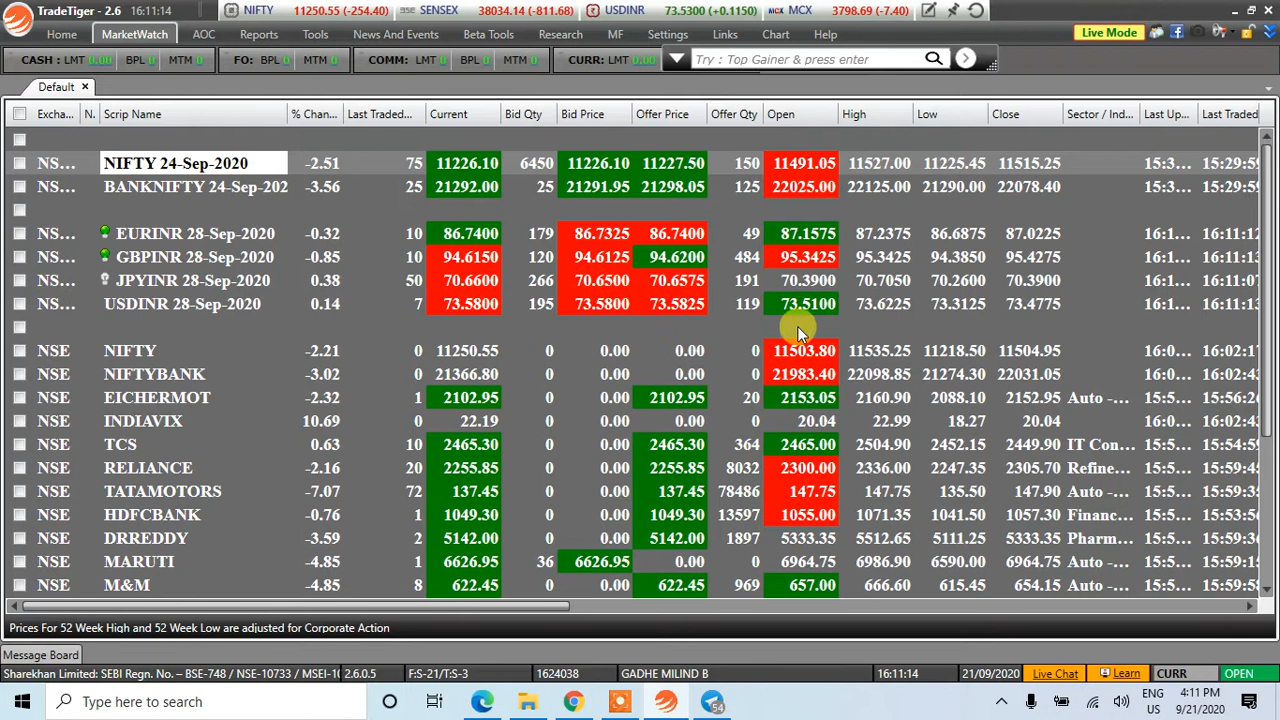 TradeTiger - 2.6 16:11:14 NIFTY 11250.55 (-254.40) SENSEX 38034.14 (-811.68) USDINR 73.5300 (+0.1150) MCX 3798.69 (-7.40)
Home MarketWatch AOC Reports Tools News And Events Beta Tools Research MF Settings Links Chart Help Live Mode
CASH : LMT 0.00 BPL 0 MTM 0 FO: BPL 0 MTM 0 COMM: LMT 0 BPL 0 MTM 0 CURR: LMT 0.00 Try : Top Gainer & press enter
Default x
Excha... N. Scrip Name % Chan... Last Traded... Current Bid Qty Bid Price Offer Price Offer Qty Open High Low Close Sector / Ind... Last Up... Last Traded
NS... NIFTY 24-Sep-2020 -2.51 75 11226.10 6450 11226.10 11227.50 150 11491.05 11527.00 11225.45 11515.25 15:3... 15:29:59
NS... BANKNIFTY 24-Sep-202 -3.56 25 21292.00 25 21291.95 21298.05 125 22025.00 22125.00 21290.00 22078.40 15:3... 15:29:59
NS... EURINR 28-Sep-2020 -0.32 10 86.7400 179 86.7325 86.7400 49 87.1575 87.2375 86.6875 87.0225 16:1... 16:11:12
NS... GBPINR 28-Sep-2020 -0.85 10 94.6150 120 94.6125 94.6200 484 95.3425 95.3425 94.3850 95.4275 16:1... 16:11:13
NS... JPYINR 28-Sep-2020 0.38 50 70.6600 266 70.6500 70.6575 191 70.3900 70.7050 70.2600 70.3900 16:1... 16:11:07
NS... USDINR 28-Sep-2020 0.14 7 73.5800 195 73.5800 73.5825 119 73.5100 73.6225 73.3125 73.4775 16:1... 16:11:13
NSE NIFTY -2.21 0 11250.55 0 0.00 0.00 0 11503.80 11535.25 11218.50 11504.95 16:0... 16:02:17
NSE NIFTYBANK -3.02 0 21366.80 0 0.00 0.00 0 21983.40 22098.85 21274.30 22031.05 16:0... 16:02:42
NSE EICHERMOT -2.32 1 2102.95 0 0.00 2102.95 20 2153.05 2160.90 2088.10 2152.95 Auto -... 15:5... 15:56:26
NSE INDIAVIX 10.69 0 22.19 0 0.00 0.00 0 20.04 22.99 18.27 20.04 16:0... 16:02:43
NSE TCS 0.63 10 2465.30 0 0.00 2465.30 364 2465.00 2504.90 2452.15 2449.90 IT Con... 15:5... 15:54:59
NSE RELIANCE -2.16 20 2255.85 0 0.00 2255.85 8032 2300.00 2336.00 2247.35 2305.70 Refine... 15:5... 15:59:45
NSE TATAMOTORS -7.07 72 137.45 0 0.00 137.45 78486 147.75 147.75 135.50 147.90 Auto -... 15:5... 15:59:38
NSE HDFCBANK -0.76 1 1049.30 0 0.00 1049.30 13597 1055.00 1071.35 1041.50 1057.30 Financ... 15:5... 15:59:53
NSE DRREDDY -3.59 2 5142.00 0 0.00 5142.00 1897 5333.35 5512.65 5111.25 5333.35 Pharm... 15:5... 15:59:34
NSE MARUTI -4.85 1 6626.95 36 6626.95 0.00 0 6964.75 6986.90 6590.00 6964.75 Auto -... 15:5... 15:59:15
NSE M&M -4.85 8 622.45 0 0.00 622.45 969 657.00 666.60 615.45 654.15 Auto -... 15:5... 15:59:58
Prices For 52 Week High and 52 Week Low are adjusted for Corporate Action
Message Board
Sharekhan Limited: SEBI Regn. No. – BSE-748 / NSE-10733 / MSEI-10 2.6.0.5 F:S-21/T:S-3 1624038 GADHE MILIND B 16:11:14 21/09/2020 Live Chat Learn CURR OPEN
Type here to search 54 ENG US 4:11 PM 9/21/2020